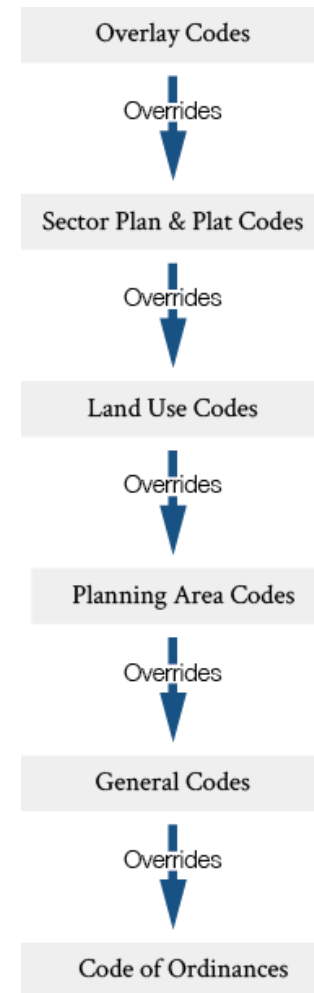 Overlay Codes
Overrides
Sector Plan & Plat Codes
Overrides
Land Use Codes
Overrides
Planning Area Codes
Overrides
General Codes
Overrides
Code of Ordinances